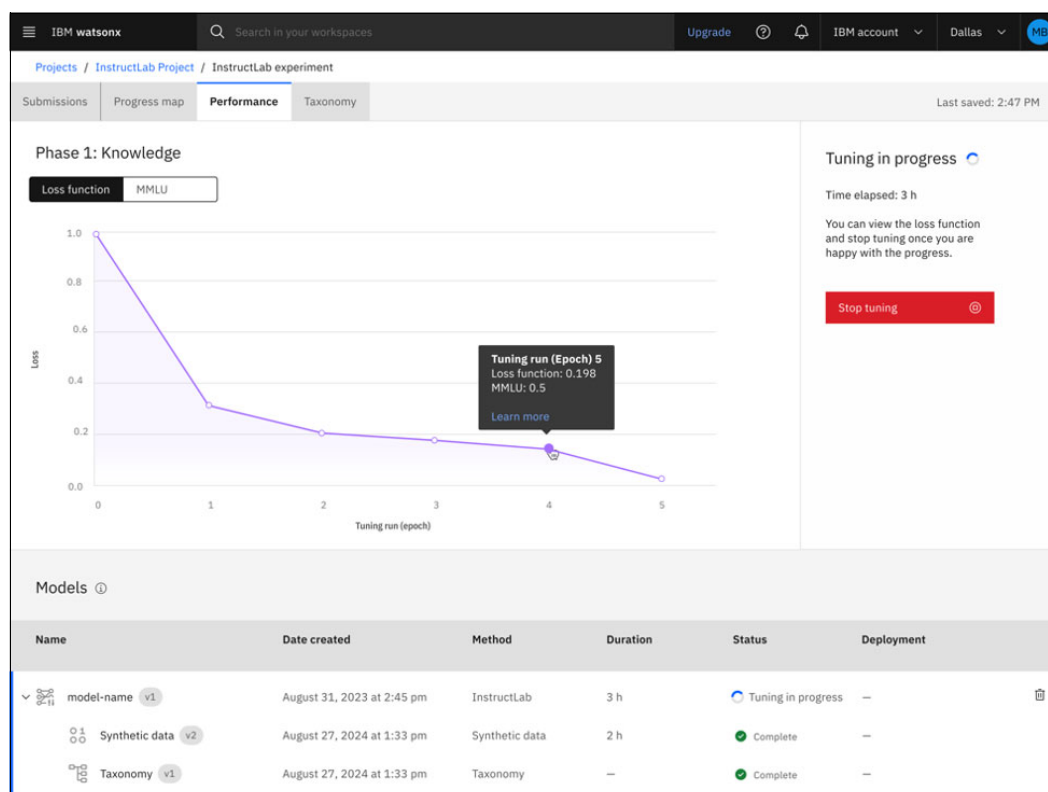 IBM watsonx Search in your workspaces Upgrade IBM account Dallas MB
Projects / InstructLab Project / InstructLab experiment
Submissions Progress map Performance Taxonomy Last saved: 2:47 PM
Phase 1: Knowledge
Loss function MMLU
1.0
0.8
0.6
0.4
0.2
0.0
Loss
0 1 2 3 4 5
Tuning run (epoch)
Tuning run (Epoch) 5
Loss function: 0.198
MMLU: 0.5
Learn more
Tuning in progress
Time elapsed: 3 h
You can view the loss function
and stop tuning once you are
happy with the progress.
Stop tuning
Models
Name Date created Method Duration Status Deployment
model-name v1 August 31, 2023 at 2:45 pm InstructLab 3 h Tuning in progress —
Synthetic data v2 August 27, 2024 at 1:33 pm Synthetic data 2 h Complete —
Taxonomy v1 August 27, 2024 at 1:33 pm Taxonomy — Complete —